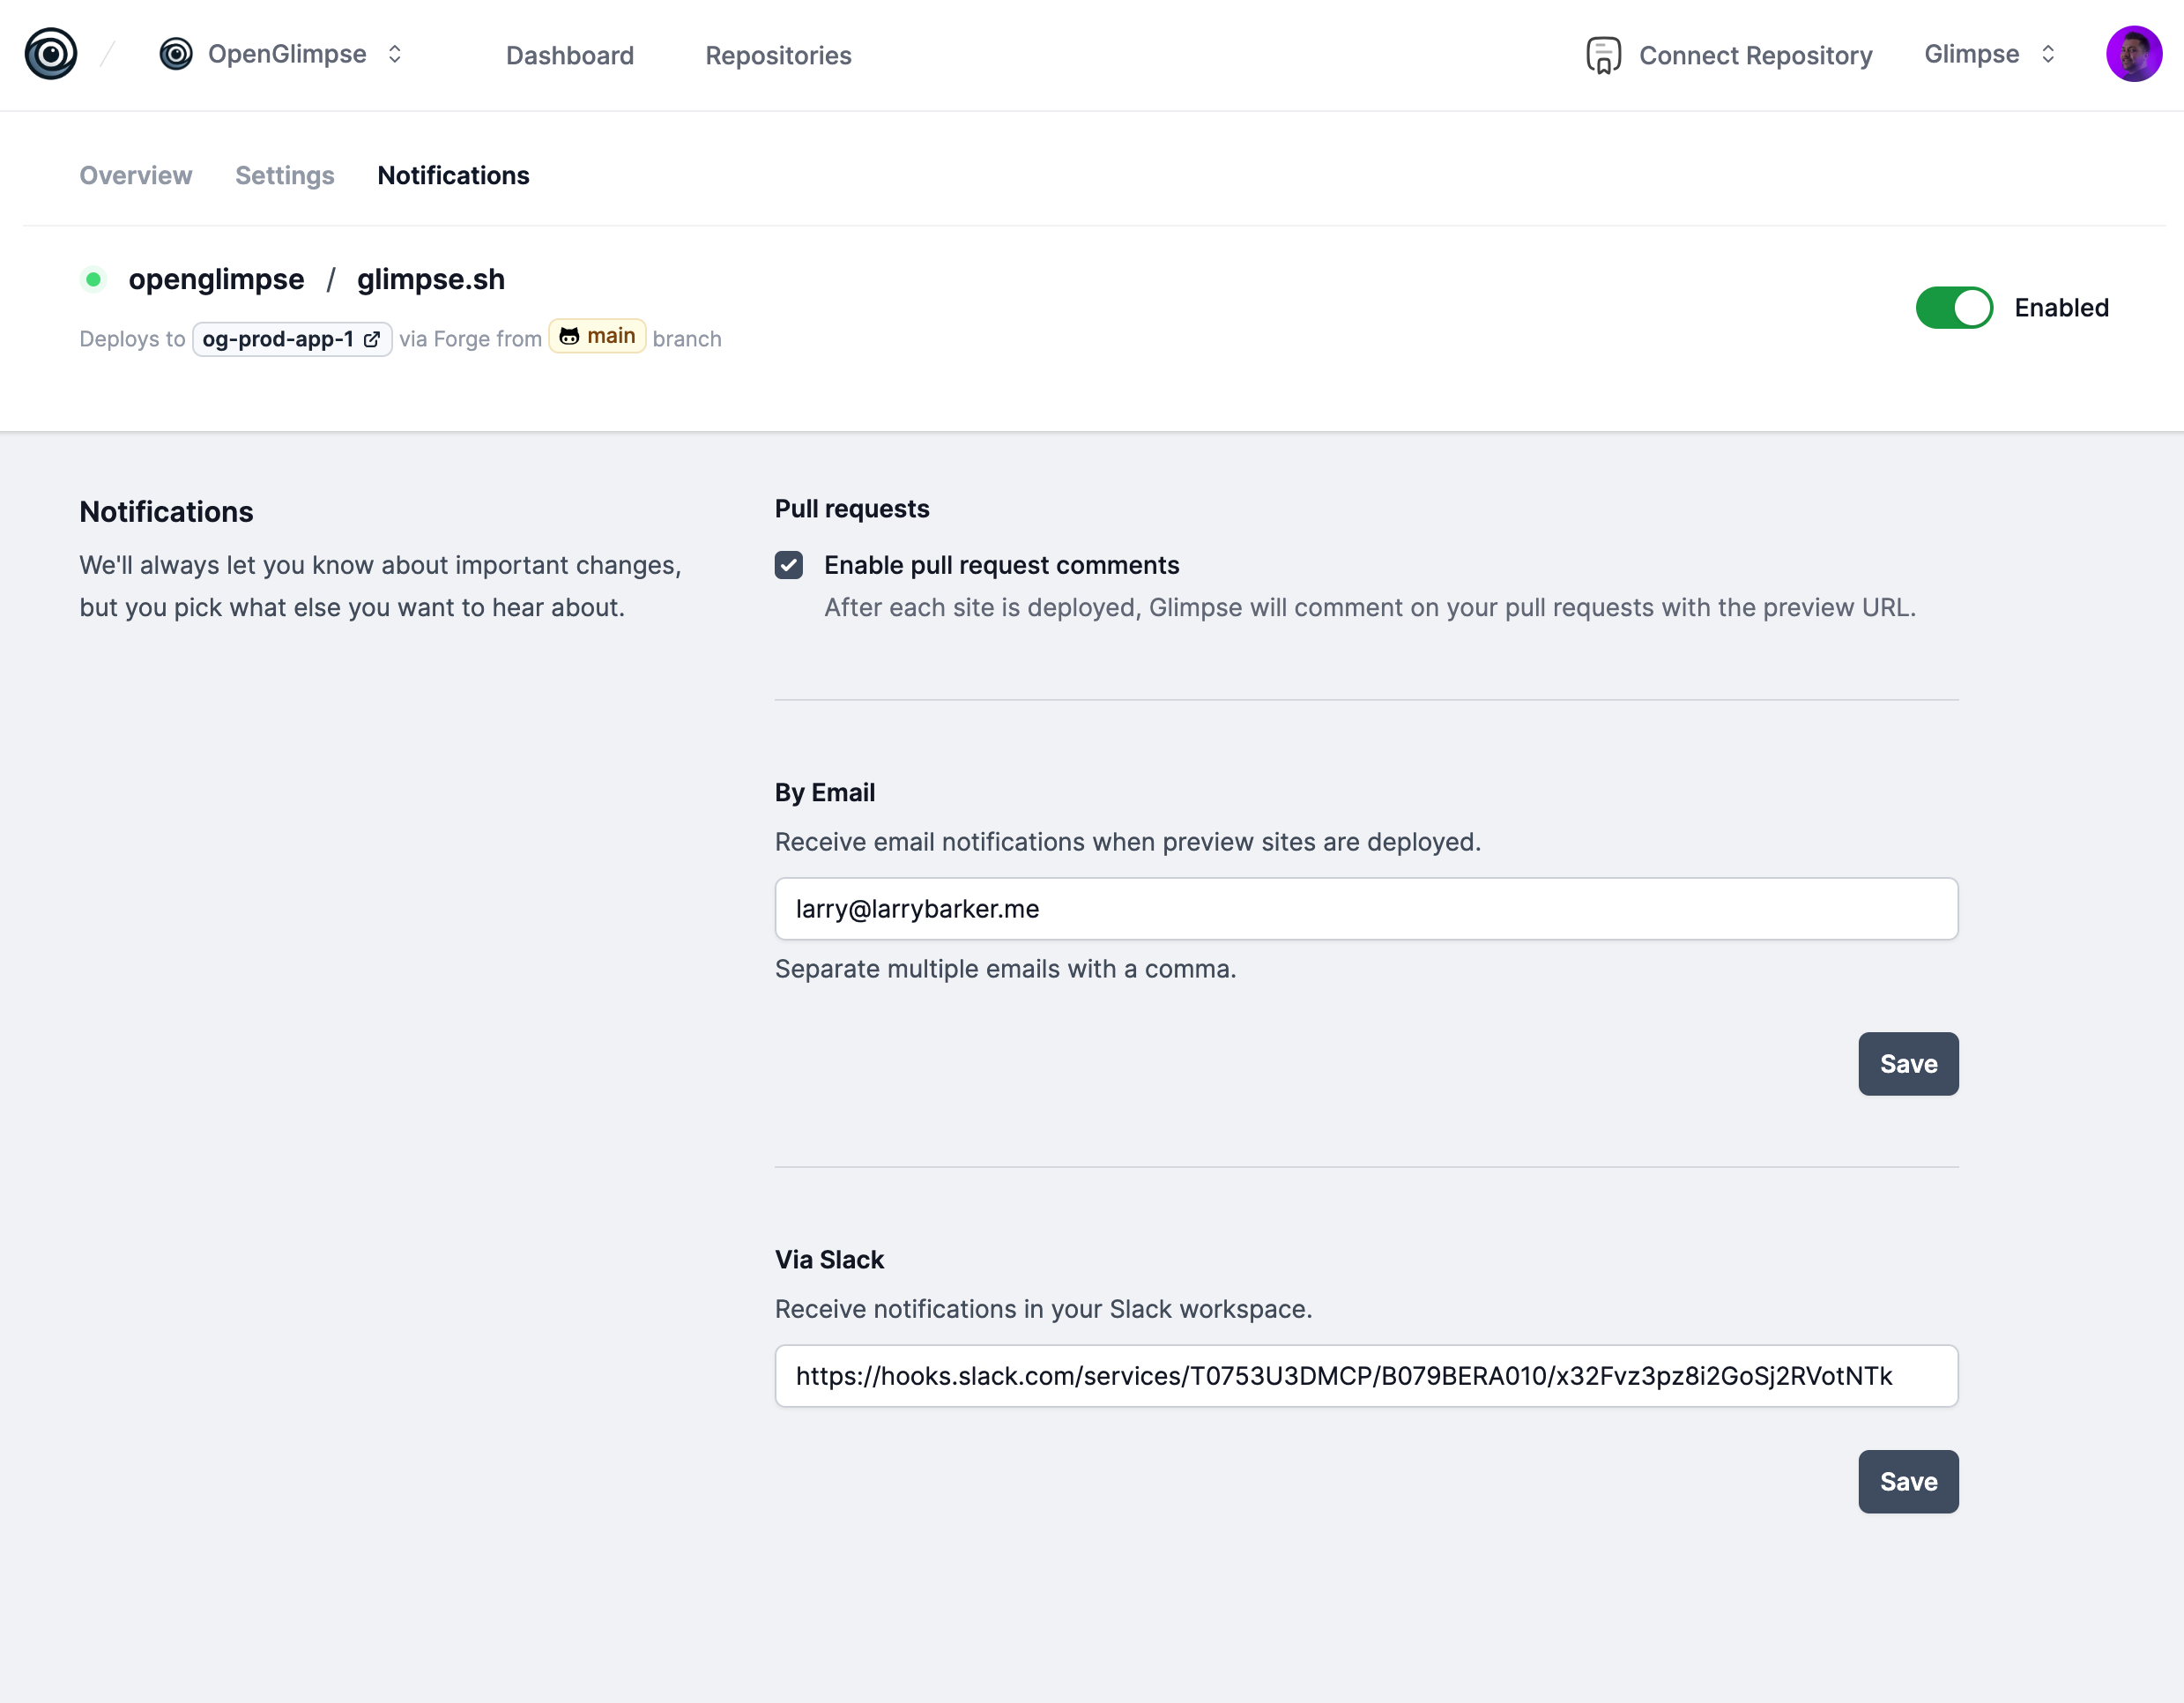 OpenGlimpse
Dashboard
Repositories
Connect Repository
Glimpse
Overview
Settings
Notifications
openglimpse / glimpse.sh
Deploys to og-prod-app-1 via Forge from main branch
Enabled
Notifications
We'll always let you know about important changes,
but you pick what else you want to hear about.
Pull requests
Enable pull request comments
After each site is deployed, Glimpse will comment on your pull requests with the preview URL.
By Email
Receive email notifications when preview sites are deployed.
larry@larrybarker.me
Separate multiple emails with a comma.
Save
Via Slack
Receive notifications in your Slack workspace.
https://hooks.slack.com/services/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
Save